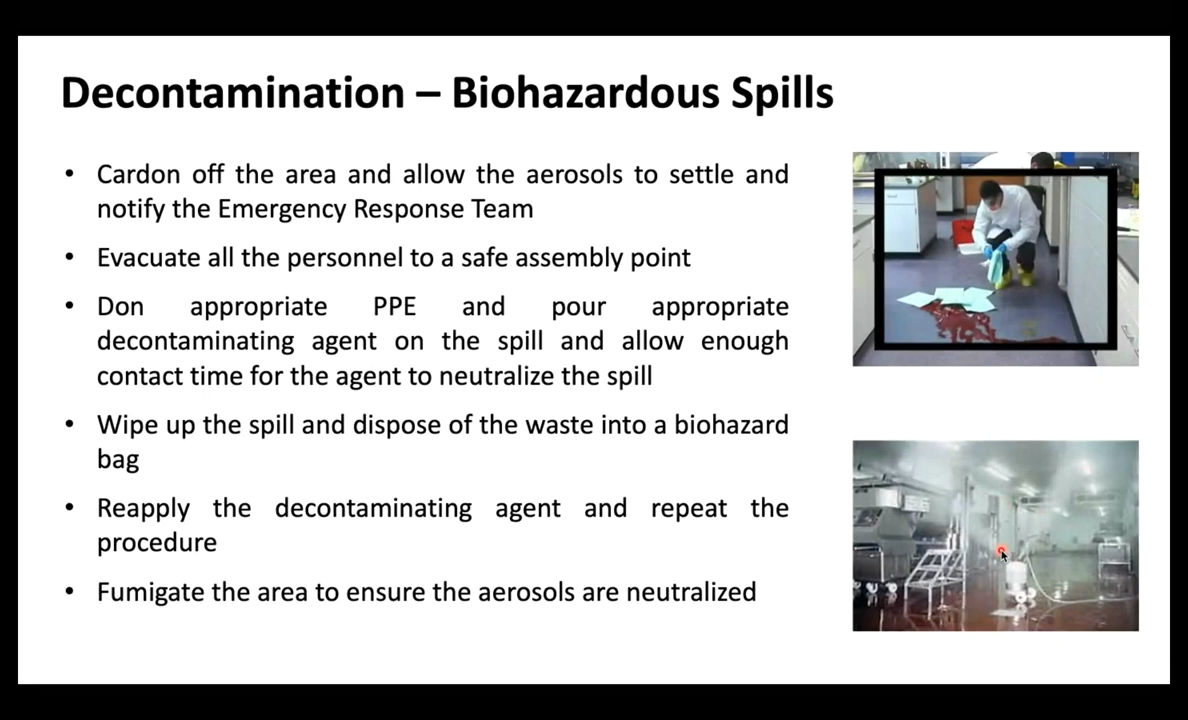 Decontamination – Biohazardous Spills
• Cardon off the area and allow the aerosols to settle and
notify the Emergency Response Team
• Evacuate all the personnel to a safe assembly point
• Don appropriate PPE and pour appropriate
decontaminating agent on the spill and allow enough
contact time for the agent to neutralize the spill
• Wipe up the spill and dispose of the waste into a biohazard
bag
• Reapply the decontaminating agent and repeat the
procedure
• Fumigate the area to ensure the aerosols are neutralized